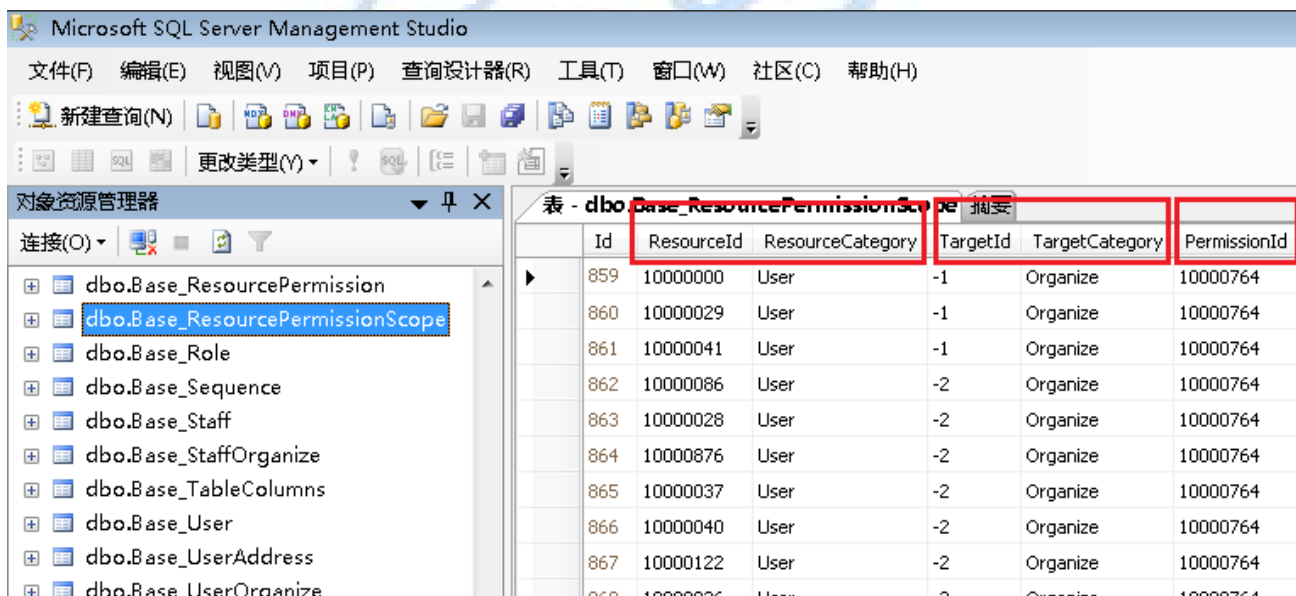 Microsoft SQL Server Management Studio
文件(F) 编辑(E) 视图(V) 项目(P) 查询设计器(R) 工具(T) 窗口(W) 社区(C) 帮助(H)
新建查询(N)
更改类型(Y)
对象资源管理器
连接(O)
dbo.Base_ResourcePermission
dbo.Base_ResourcePermissionScope
dbo.Base_Role
dbo.Base_Sequence
dbo.Base_Staff
dbo.Base_StaffOrganize
dbo.Base_TableColumns
dbo.Base_User
dbo.Base_UserAddress
dbo.Base_UserOrganize
表 - dbo.Base_ResourcePermissionScope 摘要
Id ResourceId ResourceCategory TargetId TargetCategory PermissionId
859 10000000 User -1 Organize 10000764
860 10000029 User -1 Organize 10000764
861 10000041 User -1 Organize 10000764
862 10000086 User -2 Organize 10000764
863 10000028 User -2 Organize 10000764
864 10000876 User -2 Organize 10000764
865 10000037 User -2 Organize 10000764
866 10000040 User -2 Organize 10000764
867 10000122 User -2 Organize 10000764